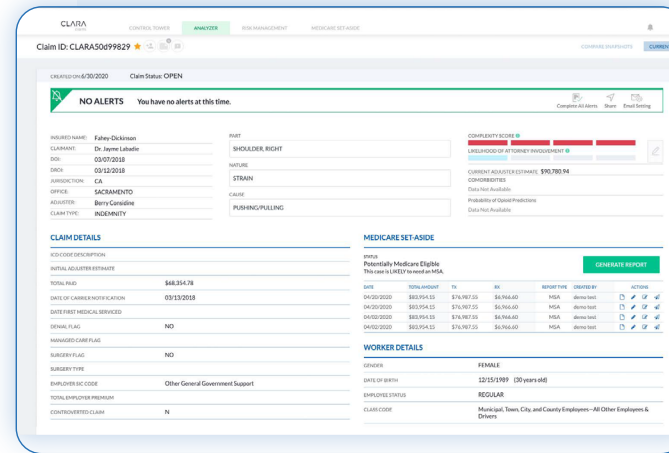 CLARA
CONTROL TOWER ANALYZER RISK MANAGEMENT MEDICARE SET-ASIDE
Claim ID: CLARA50d99829
COMPARE SNAPSHOTS CURREN
CREATED ON: 6/30/2020 Claim Status: OPEN
NO ALERTS You have no alerts at this time.
Complete All Alerts Share Email Setting
INSURED NAME: Fahey-Dickinson
CLAIMANT: Dr. Jayme Labadie
DOI: 03/07/2018
DROI: 03/12/2018
JURISDICTION: CA
OFFICE: SACRAMENTO
ADJUSTER: Berry Considine
CLAIM TYPE: INDEMNITY
PART
SHOULDER, RIGHT
NATURE
STRAIN
CAUSE
PUSHING/PULLING
COMPLEXITY SCORE
LIKELIHOOD OF ATTORNEY INVOLVEMENT
CURRENT ADJUSTER ESTIMATE $90,780.94
COMORBIDITIES
Data Not Available
Probability of Opioid Predictions
Data Not Available
CLAIM DETAILS
ICD CODE DESCRIPTION
INITIAL ADJUSTER ESTIMATE
TOTAL PAID $68,354.78
DATE OF CARRIER NOTIFICATION 03/13/2018
DATE FIRST MEDICAL SERVICED
DENIAL FLAG NO
MANAGED CARE FLAG
SURGERY FLAG NO
SURGERY TYPE
EMPLOYER SIC CODE Other General Government Support
TOTAL EMPLOYER PREMIUM
CONTROVERTED CLAIM N
MEDICARE SET-ASIDE
STATUS
Potentially Medicare Eligible
This case is LIKELY to need an MSA.
GENERATE REPORT
DATE TOTAL AMOUNT TX RX REPORT TYPE CREATED BY ACTIONS
04/20/2020 $83,954.15 $76,987.55 $6,966.60 MSA demo test
04/20/2020 $83,954.15 $76,987.55 $6,966.60 MSA demo test
04/02/2020 $83,954.15 $76,987.55 $6,966.60 MSA demo test
04/02/2020 $83,954.15 $76,987.55 $6,966.60 MSA demo test
WORKER DETAILS
GENDER FEMALE
DATE OF BIRTH 12/15/1989 (30 years old)
EMPLOYEE STATUS REGULAR
CLASS CODE Municipal, Town, City, and County Employees—All Other Employees &
Drivers